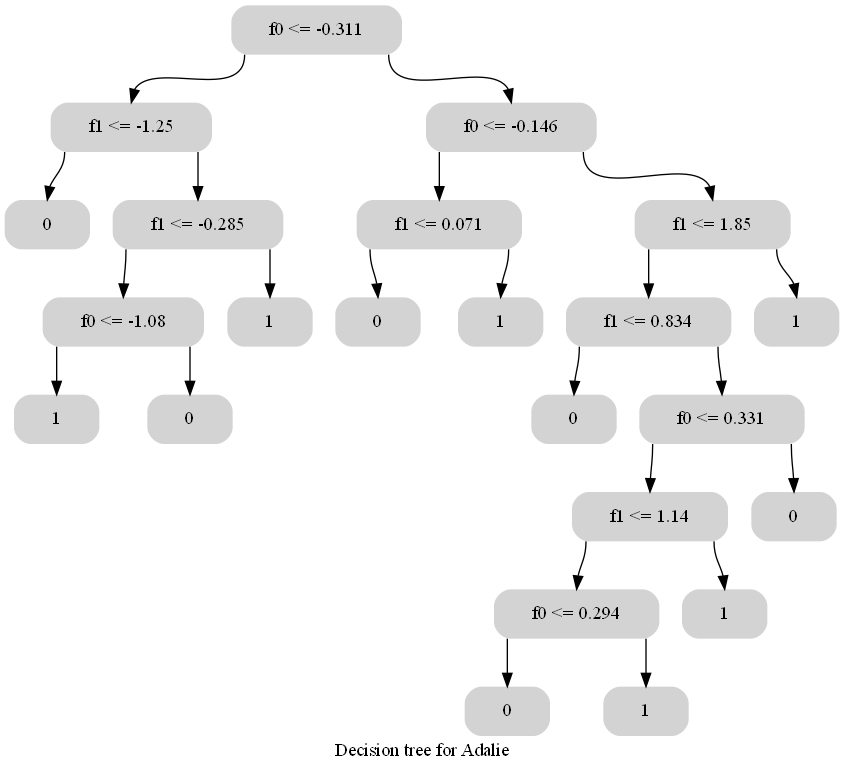 f0 <= -0.311
f1 <= -1.25
f0 <= -0.146
0
f1 <= -0.285
f1 <= 0.071
f1 <= 1.85
f0 <= -1.08
1
0
1
f1 <= 0.834
1
1
0
0
f0 <= 0.331
f1 <= 1.14
0
f0 <= 0.294
1
0
1
Decision tree for Adalie